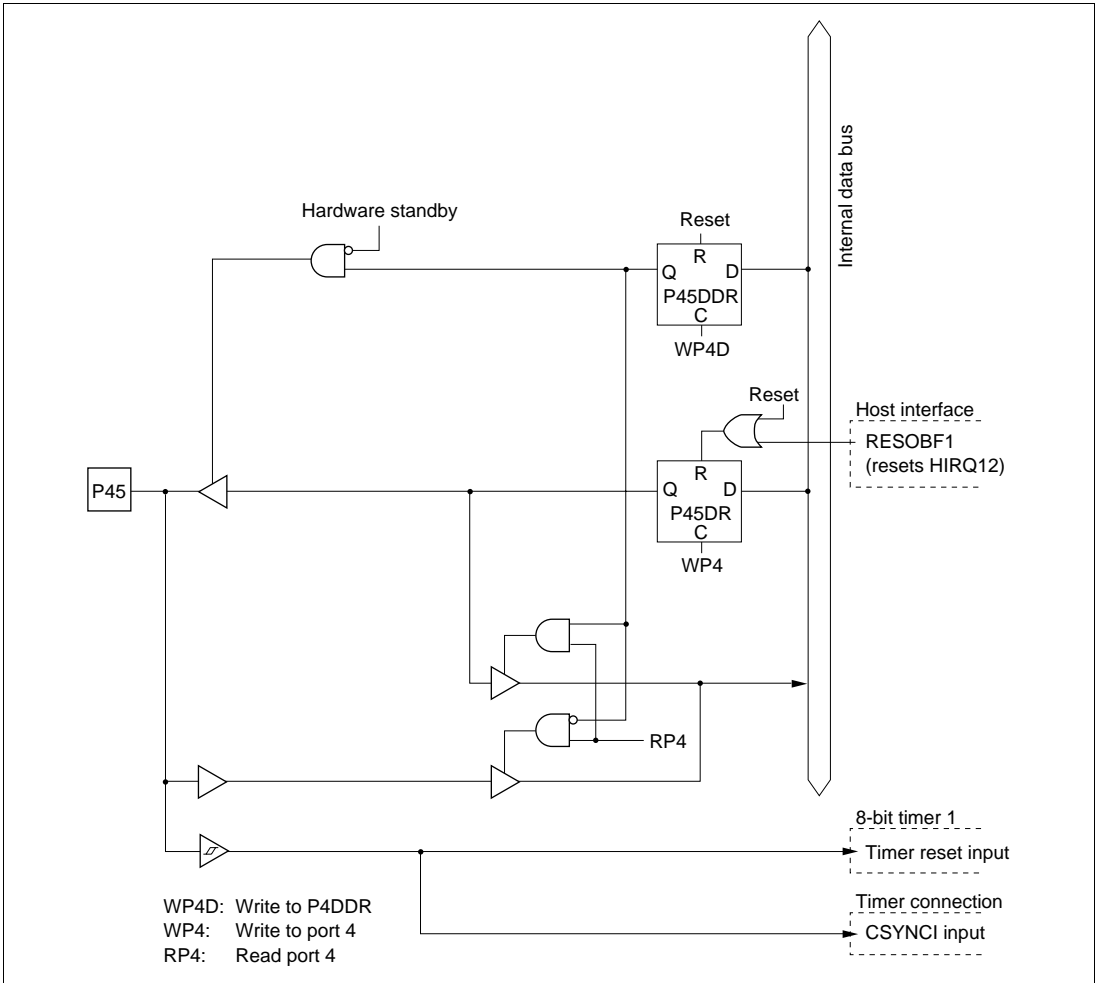 Internal data bus
Hardware standby
Reset
R
Q D
P45DDR
C
WP4D
Reset
Host interface
RESOBF1
(resets HIRQ12)
R
P45
Q D
P45DR
C
WP4
RP4
8-bit timer 1
Timer reset input
Timer connection
CSYNCI input
WP4D: Write to P4DDR
WP4: Write to port 4
RP4: Read port 4